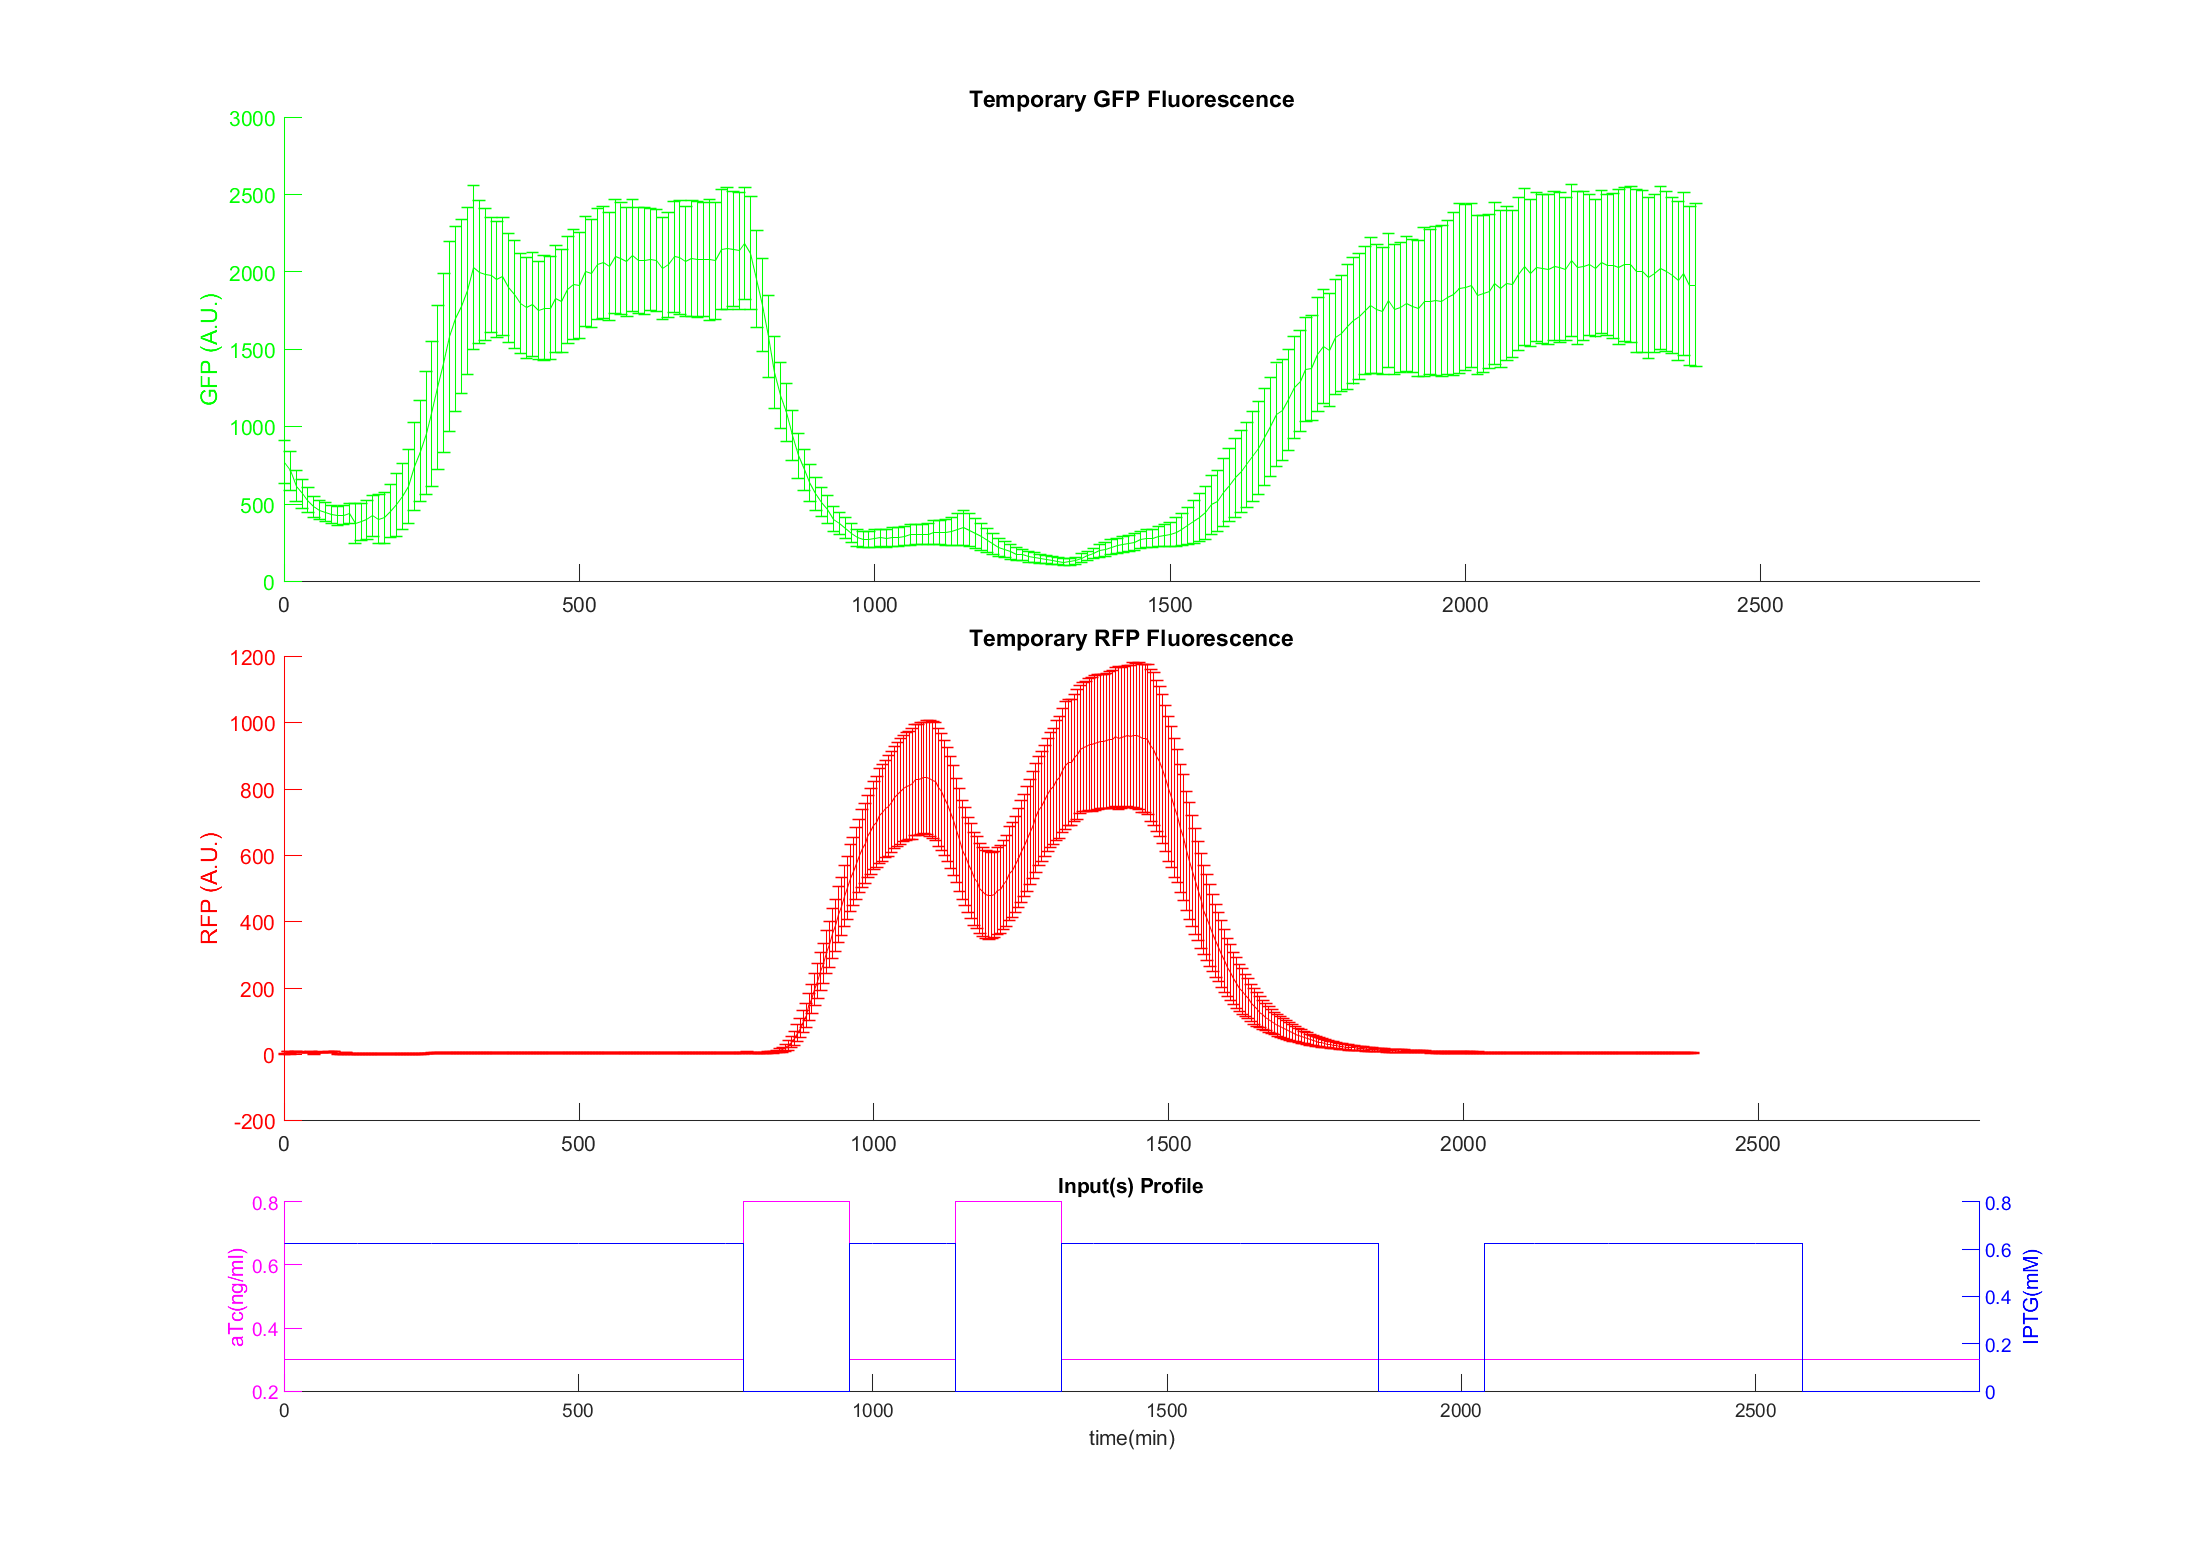 Temporary GFP Fluorescence
3000
2500
2000
1500
1000
500
0
GFP (A.U.)
0 500 1000 1500 2000 2500
Temporary RFP Fluorescence
1200
1000
800
600
400
200
0
-200
RFP (A.U.)
0 500 1000 1500 2000 2500
Input(s) Profile
0.8
0.6
0.4
0.2
aTc(ng/ml)
0.8
0.6
0.4
0.2
0
IPTG(mM)
0 500 1000 1500 2000 2500
time(min)